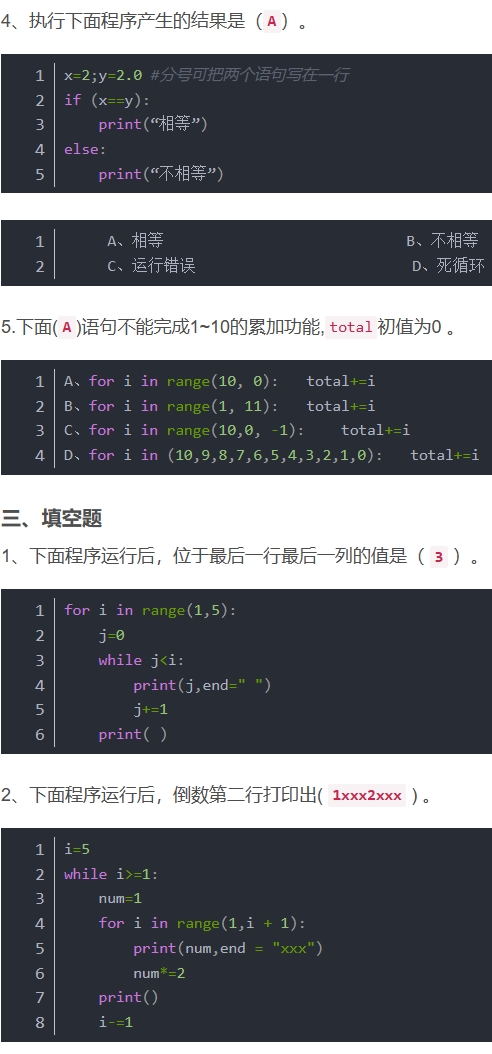 4、执行下面程序产生的结果是（A）。
1 x=2;y=2.0 #分号可把两个语句写在一行
2 if (x==y):
3     print(“相等”)
4 else:
5     print(“不相等”)
1     A、相等                            B、不相等
2     C、运行错误                         D、死循环
5.下面(A)语句不能完成1~10的累加功能,total初值为0 。
1 A、for i in range(10, 0):   total+=i
2 B、for i in range(1, 11):   total+=i
3 C、for i in range(10,0, -1):    total+=i
4 D、for i in (10,9,8,7,6,5,4,3,2,1,0):   total+=i
三、填空题
1、下面程序运行后，位于最后一行最后一列的值是（ 3 ）。
1 for i in range(1,5):
2     j=0
3     while j<i:
4         print(j,end=" ")
5         j+=1
6     print( )
2、下面程序运行后，倒数第二行打印出( 1xxx2xxx ) 。
1 i=5
2 while i>=1:
3     num=1
4     for i in range(1,i + 1):
5         print(num,end = "xxx")
6         num*=2
7     print()
8     i-=1